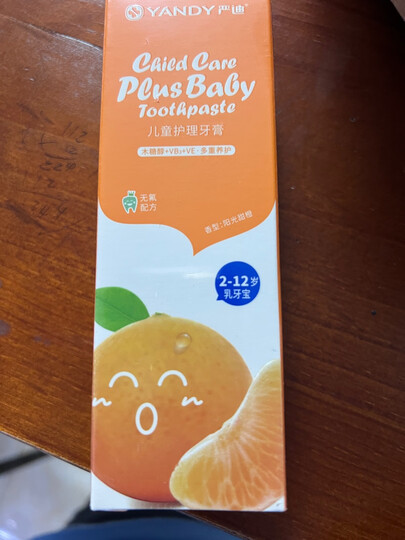 YANDY 严迪
Child Care
Plus Baby
Toothpaste
儿童护理牙膏
木糖醇+VB₅+VE·多重养护
无氟
配方
香型:阳光甜橙
2-12岁
乳牙宝